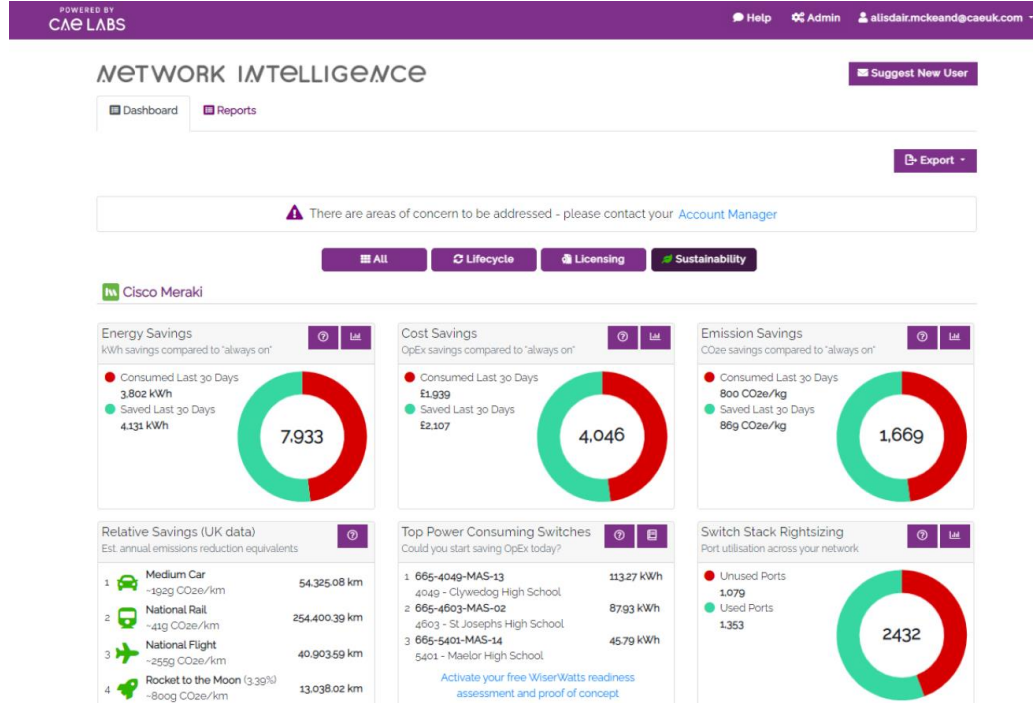 POWERED BY
CAE LABS
Help
Admin
alisdair.mckeand@caeuk.com
NETWORK INTELLIGENCE
Suggest New User
Dashboard
Reports
Export
There are areas of concern to be addressed - please contact your Account Manager
All
Lifecycle
Licensing
Sustainability
Cisco Meraki
Energy Savings
kWh savings compared to "always on"
Consumed Last 30 Days
3,802 kWh
Saved Last 30 Days
4,131 kWh
7,933
Cost Savings
OpEx savings compared to "always on"
Consumed Last 30 Days
£1,939
Saved Last 30 Days
£2,107
4,046
Emission Savings
CO2e savings compared to "always on"
Consumed Last 30 Days
800 CO2e/kg
Saved Last 30 Days
869 CO2e/kg
1,669
Relative Savings (UK data)
Est. annual emissions reduction equivalents
1 Medium Car 54,325.08 km
~192g CO2e/km
2 National Rail 254,400.39 km
~41g CO2e/km
3 National Flight 40,903.59 km
~255g CO2e/km
4 Rocket to the Moon (3.39%) 13,038.02 km
~800g CO2e/km
Top Power Consuming Switches
Could you start saving OpEx today?
1 665-4049-MAS-13 113.27 kWh
4049 - Clywedog High School
2 665-4603-MAS-02 87.93 kWh
4603 - St Josephs High School
3 665-5401-MAS-14 45.79 kWh
5401 - Maelor High School
Activate your free WiserWatts readiness
assessment and proof of concept
Switch Stack Rightsizing
Port utilisation across your network
Unused Ports
1,079
Used Ports
1,353
2432